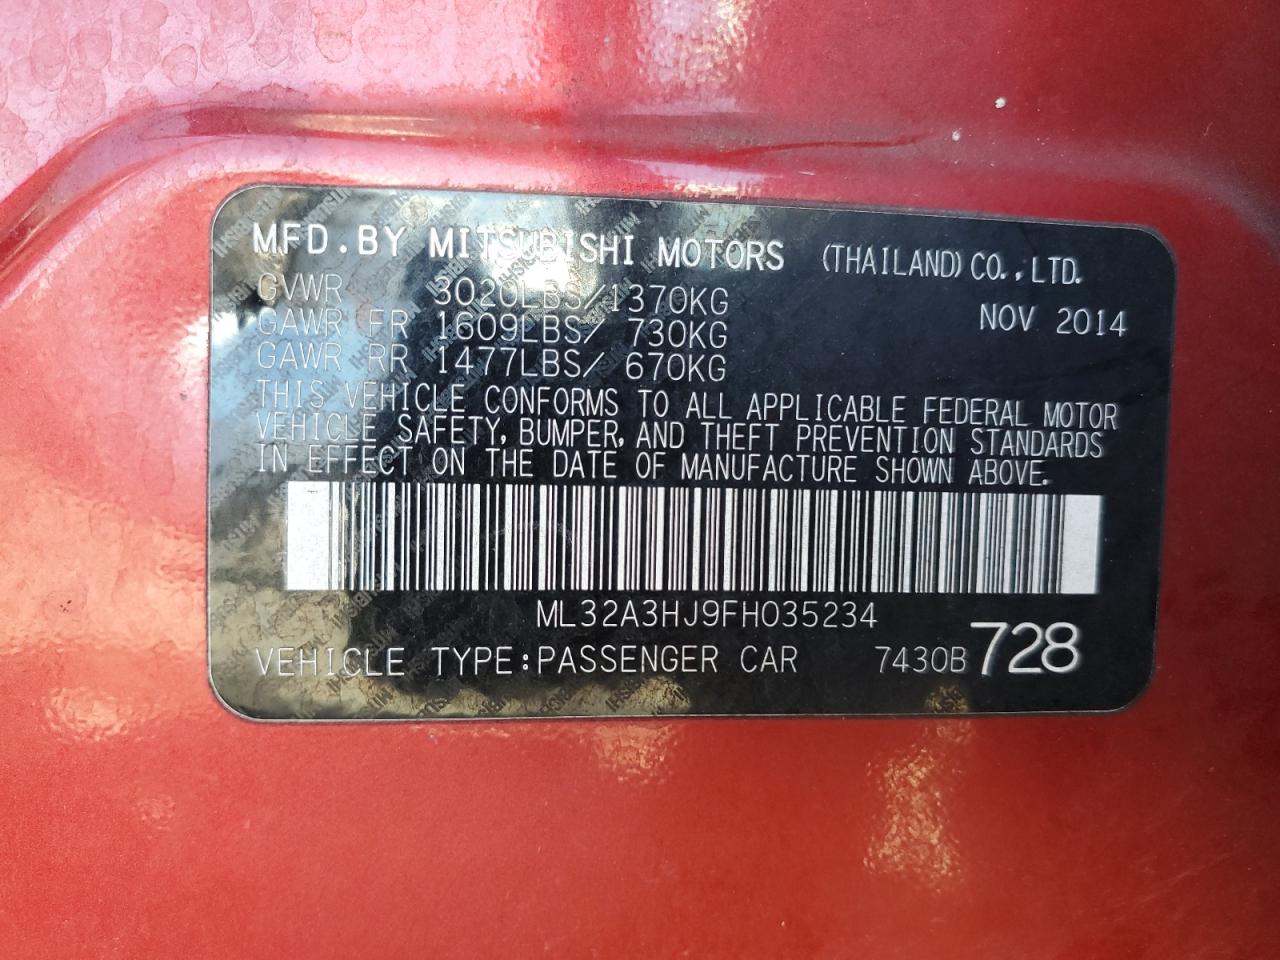 MFD.BY MITSUBISHI MOTORS (THAILAND) CO.,LTD.
GVWR 3020LBS/1370KG NOV 2014
GAWR FR 1609LBS/ 730KG
GAWR RR 1477LBS/ 670KG
THIS VEHICLE CONFORMS TO ALL APPLICABLE FEDERAL MOTOR
VEHICLE SAFETY, BUMPER, AND THEFT PREVENTION STANDARDS
IN EFFECT ON THE DATE OF MANUFACTURE SHOWN ABOVE.
ML32A3HJ9FH035234
VEHICLE TYPE:PASSENGER CAR 7430B 728